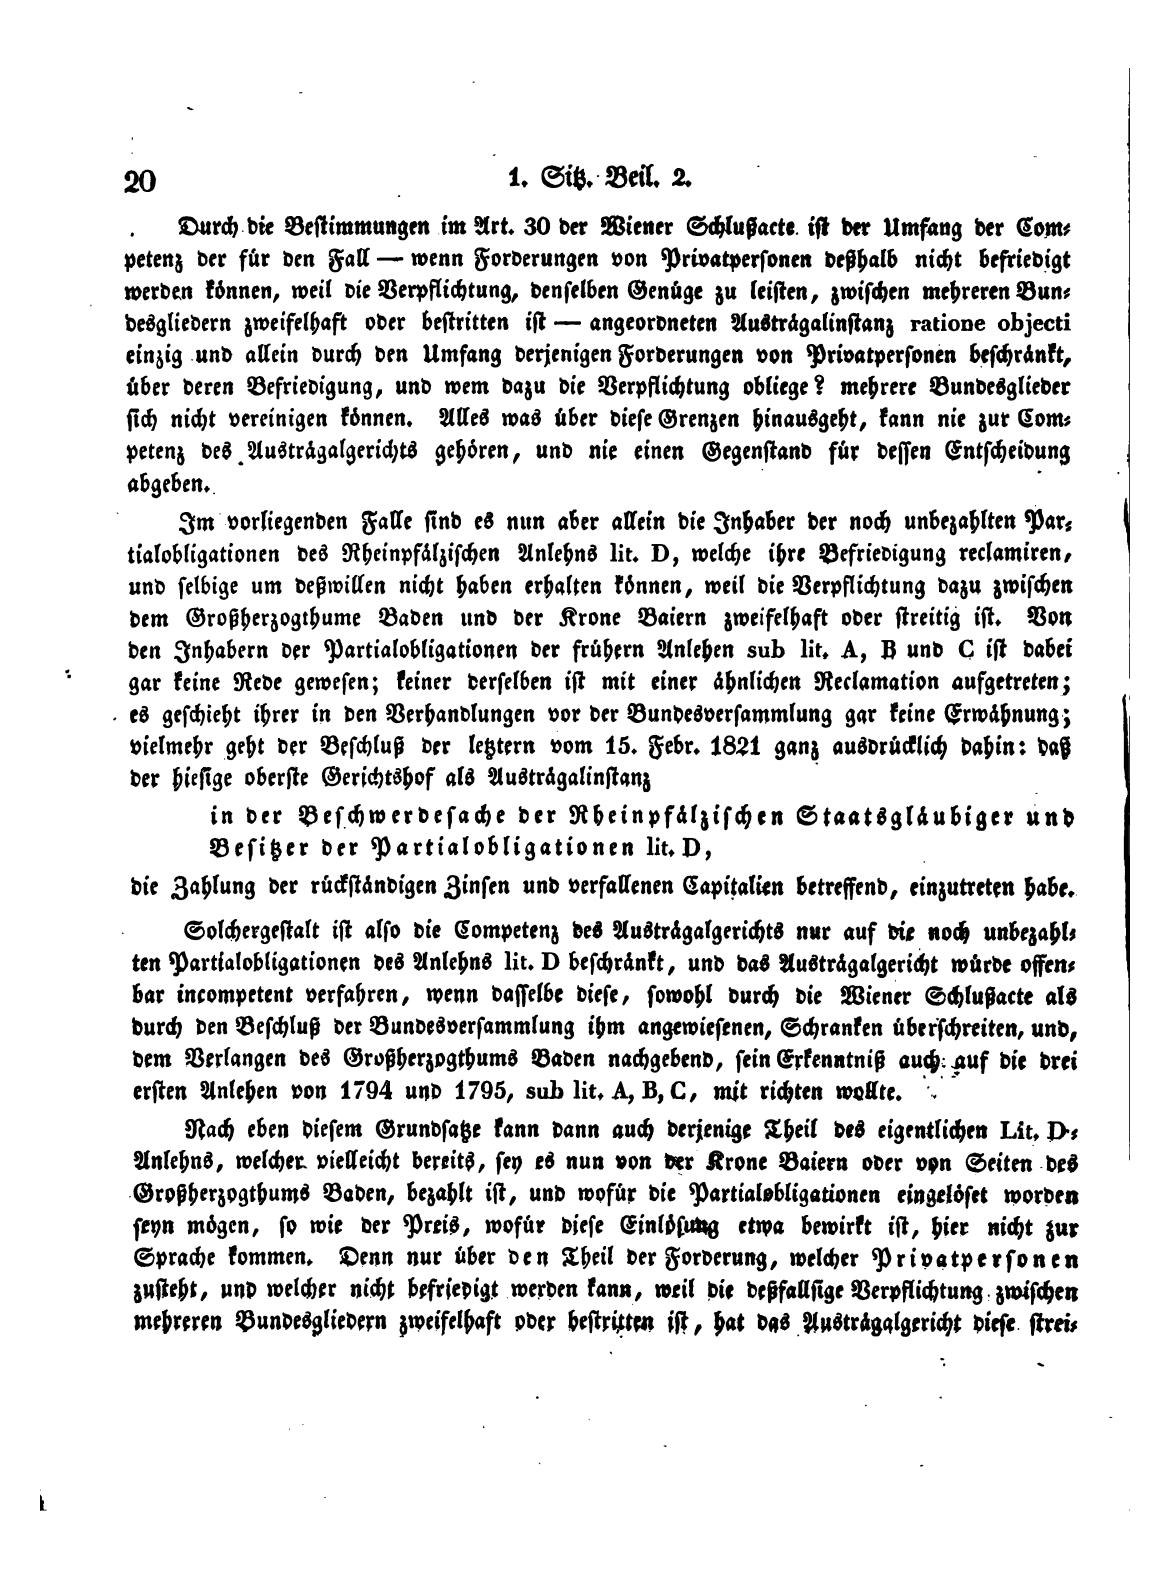 20
1. Sitz. Beil. 2.
Durch die Bestimmungen im Art. 30 der Wiener Schlußacte ist der Umfang der Com⸗
petenz der für den Fall — wenn Forderungen von Privatpersonen deßhalb nicht befriedigt
werden können, weil die Verpflichtung, denselben Genüge zu leisten, zwischen mehreren Bun⸗
desgliedern zweifelhaft oder bestritten ist — angeordneten Austrägalinstanz ratione objecti
einzig und allein durch den Umfang derjenigen Forderungen von Privatpersonen beschränkt,
über deren Befriedigung, und wem dazu die Verpflichtung obliege? mehrere Bundesglieder
sich nicht vereinigen können. Alles was über diese Grenzen hinausgeht, kann nie zur Com⸗
petenz des Austrägalgerichts gehören, und nie einen Gegenstand für dessen Entscheidung
abgeben.
Im vorliegenden Falle sind es nun aber allein die Inhaber der noch unbezahlten Par⸗
tialobligationen des Rheinpfälzischen Anlehns lit. D, welche ihre Befriedigung reclamiren,
und selbige um deßwillen nicht haben erhalten können, weil die Verpflichtung dazu zwischen
dem Großherzogthume Baden und der Krone Baiern zweifelhaft oder streitig ist. Von
den Inhabern der Partialobligationen der frühern Anlehen sub lit. A, B und C ist dabei
gar keine Rede gewesen; keiner derselben ist mit einer ähnlichen Reclamation aufgetreten;
es geschieht ihrer in den Verhandlungen vor der Bundesversammlung gar keine Erwähnung;
vielmehr geht der Beschluß der letztern vom 15. Febr. 1821 ganz ausdrücklich dahin: daß
der hiesige oberste Gerichtshof als Austrägalinstanz
in der Beschwerdesache der Rheinpfälzischen Staatsgläubiger und
Besitzer der Partialobligationen lit. D,
die Zahlung der rückständigen Zinsen und verfallenen Capitalien betreffend, einzutreten habe.
Solchergestalt ist also die Competenz des Austrägalgerichts nur auf die noch unbezahl⸗
ten Partialobligationen des Anlehns lit. D beschränkt, und das Austrägalgericht würde offen⸗
bar incompetent verfahren, wenn dasselbe diese, sowohl durch die Wiener Schlußacte als
durch den Beschluß der Bundesversammlung ihm angewiesenen, Schranken überschreiten, und,
dem Verlangen des Großherzogthums Baden nachgebend, sein Erkenntniß auch auf die drei
ersten Anlehen von 1794 und 1795, sub lit. A, B, C, mit richten wollte.
Nach eben diesem Grundsatze kann dann auch derjenige Theil des eigentlichen Lit. D⸗
Anlehns, welcher vielleicht bereits, sey es nun von der Krone Baiern oder von Seiten des
Großherzogthums Baden, bezahlt ist, und wofür die Partialobligationen eingelöset worden
seyn mögen, so wie der Preis, wofür diese Einlösung etwa bewirkt ist, hier nicht zur
Sprache kommen. Denn nur über den Theil der Forderung, welcher Privatpersonen
zusteht, und welcher nicht befriedigt werden kann, weil die deßfallsige Verpflichtung zwischen
mehreren Bundesgliedern zweifelhaft oder bestritten ist, hat das Austrägalgericht diese strei⸗